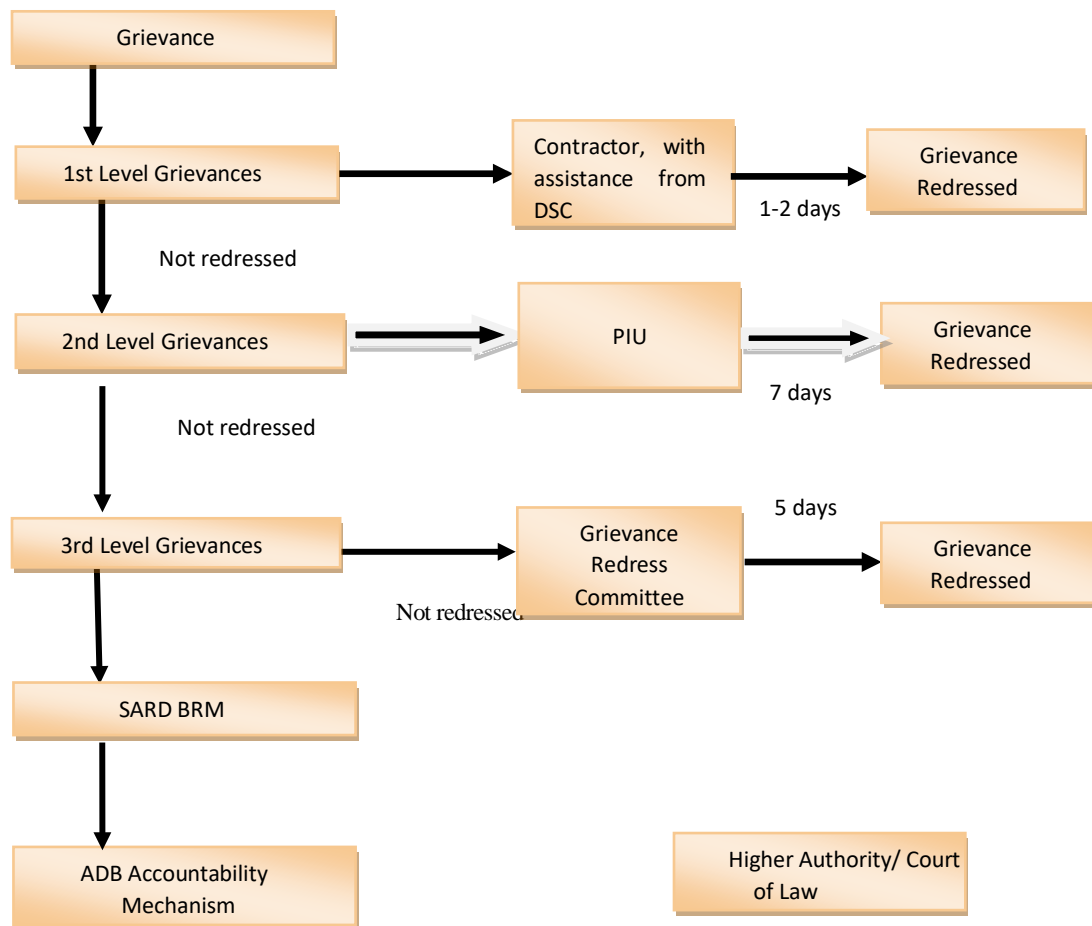 Grievance
1st Level Grievances
Contractor, with
assistance from
DSC
1-2 days
Grievance
Redressed
Not redressed
2nd Level Grievances
PIU
7 days
Grievance
Redressed
Not redressed
3rd Level Grievances
Grievance
Redress
Committee
5 days
Grievance
Redressed
Not redressed
SARD BRM
ADB Accountability
Mechanism
Higher Authority/ Court
of Law